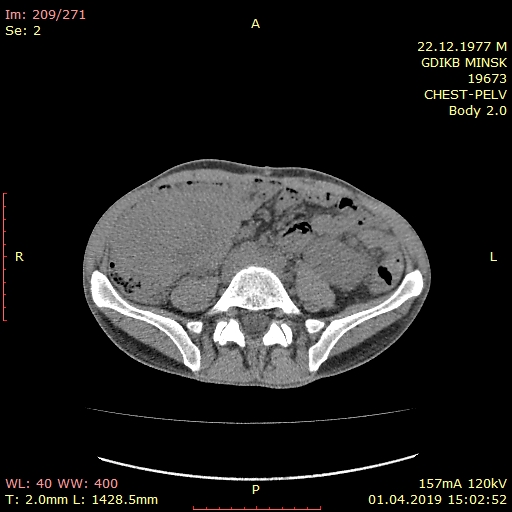 Im: 209/271
Se: 2
A
22.12.1977 M
GDIKB MINSK
19673
CHEST-PELV
Body 2.0
R
L
WL: 40 WW: 400
T: 2.0mm L: 1428.5mm
P
157mA 120kV
01.04.2019 15:02:52